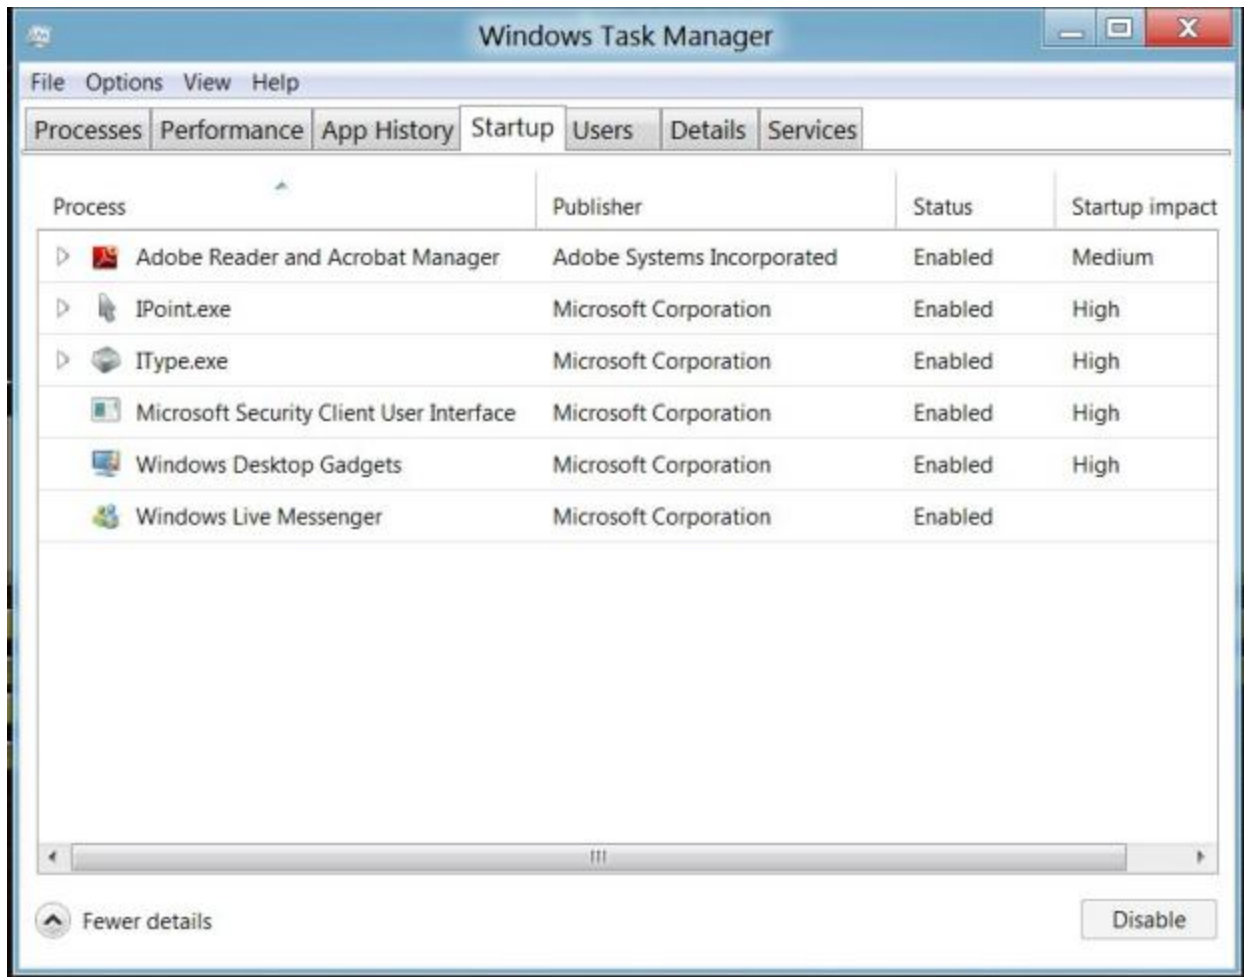 Windows Task Manager
File Options View Help
Processes Performance App History Startup Users Details Services
Process Publisher Status Startup impact
Adobe Reader and Acrobat Manager Adobe Systems Incorporated Enabled Medium
IPoint.exe Microsoft Corporation Enabled High
IType.exe Microsoft Corporation Enabled High
Microsoft Security Client User Interface Microsoft Corporation Enabled High
Windows Desktop Gadgets Microsoft Corporation Enabled High
Windows Live Messenger Microsoft Corporation Enabled
Fewer details Disable